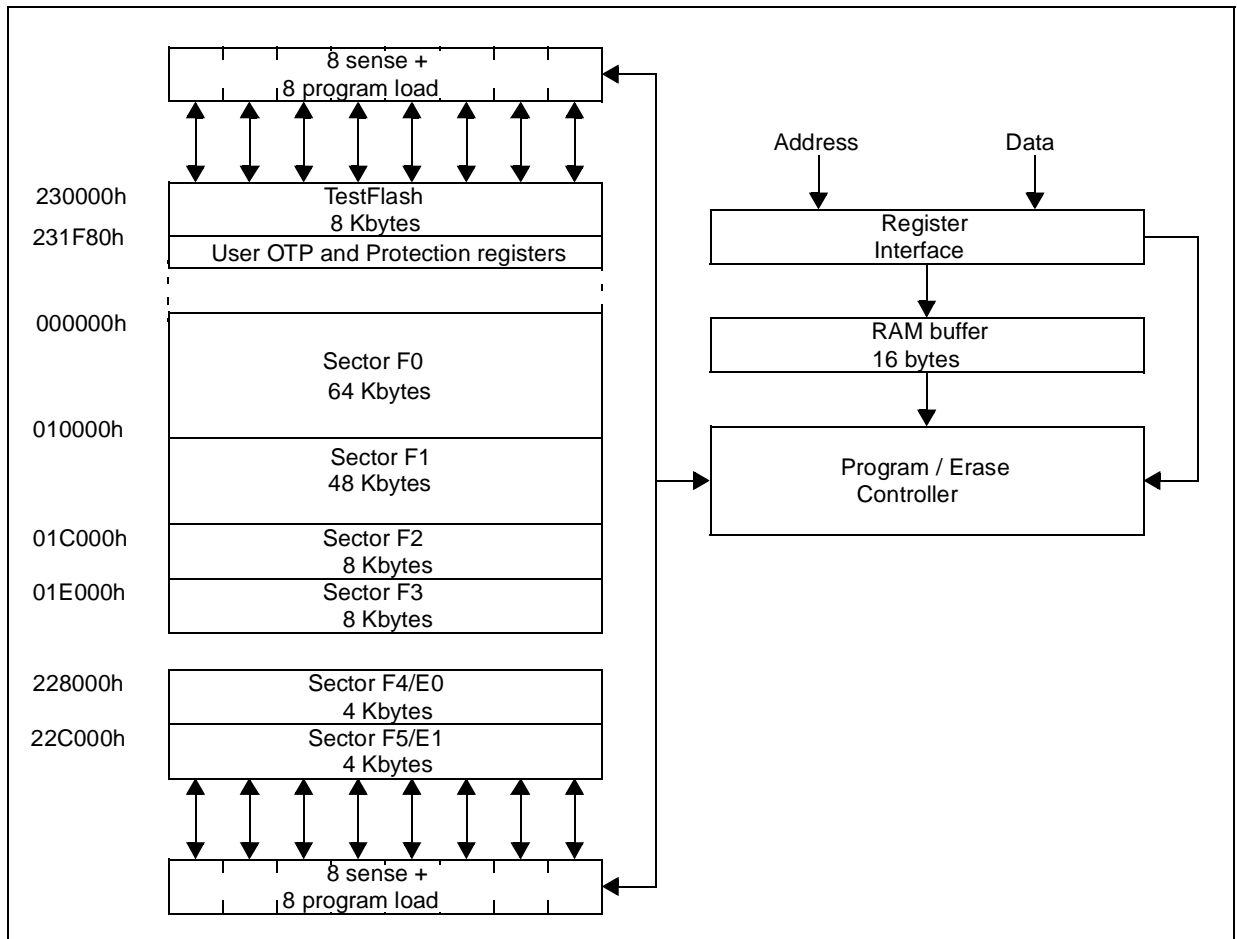 8 sense +
8 program load
Address
Data
230000h
TestFlash
8 Kbytes
231F80h
User OTP and Protection registers
Register
Interface
000000h
RAM buffer
16 bytes
Sector F0
64 Kbytes
010000h
Sector F1
48 Kbytes
Program / Erase
Controller
01C000h
Sector F2
8 Kbytes
01E000h
Sector F3
8 Kbytes
228000h
Sector F4/E0
4 Kbytes
22C000h
Sector F5/E1
4 Kbytes
8 sense +
8 program load